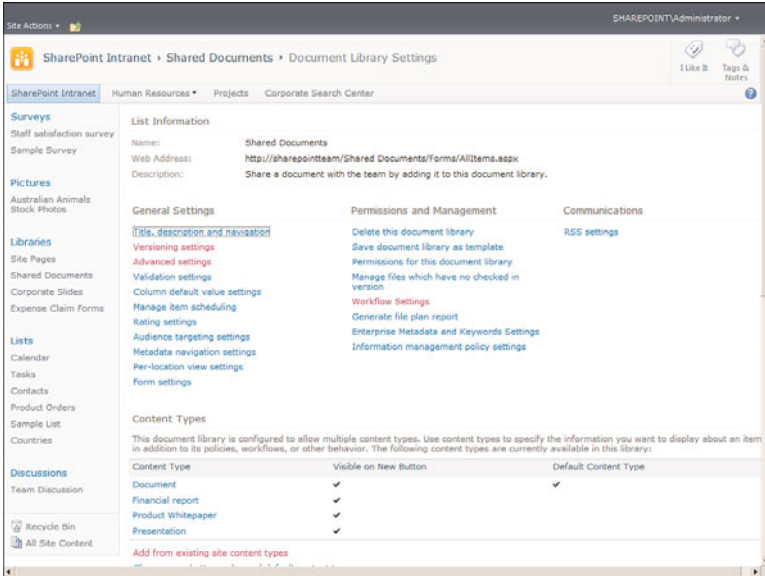 Site Actions
SHAREPOINT\Administrator
SharePoint Intranet › Shared Documents › Document Library Settings
I Like It
Tags & Notes
SharePoint Intranet
Human Resources
Projects
Corporate Search Center
Surveys
Staff satisfaction survey
Sample Survey
Pictures
Australian Animals
Stock Photos
Libraries
Site Pages
Shared Documents
Corporate Slides
Expense Claim Forms
Lists
Calendar
Tasks
Contacts
Product Orders
Sample List
Countries
Discussions
Team Discussion
Recycle Bin
All Site Content
List Information
Name: Shared Documents
Web Address: http://sharepointteam/Shared Documents/Forms/AllItems.aspx
Description: Share a document with the team by adding it to this document library.
General Settings
Title, description and navigation
Versioning settings
Advanced settings
Validation settings
Column default value settings
Manage item scheduling
Rating settings
Audience targeting settings
Metadata navigation settings
Per-location view settings
Form settings
Permissions and Management
Delete this document library
Save document library as template
Permissions for this document library
Manage files which have no checked in
version
Workflow Settings
Generate file plan report
Enterprise Metadata and Keywords Settings
Information management policy settings
Communications
RSS settings
Content Types
This document library is configured to allow multiple content types. Use content types to specify the information you want to display about an item
in addition to its policies, workflows, or other behavior. The following content types are currently available in this library:
Content Type Visible on New Button Default Content Type
Document ✔ ✔
Financial report ✔
Product Whitepaper ✔
Presentation ✔
Add from existing site content types